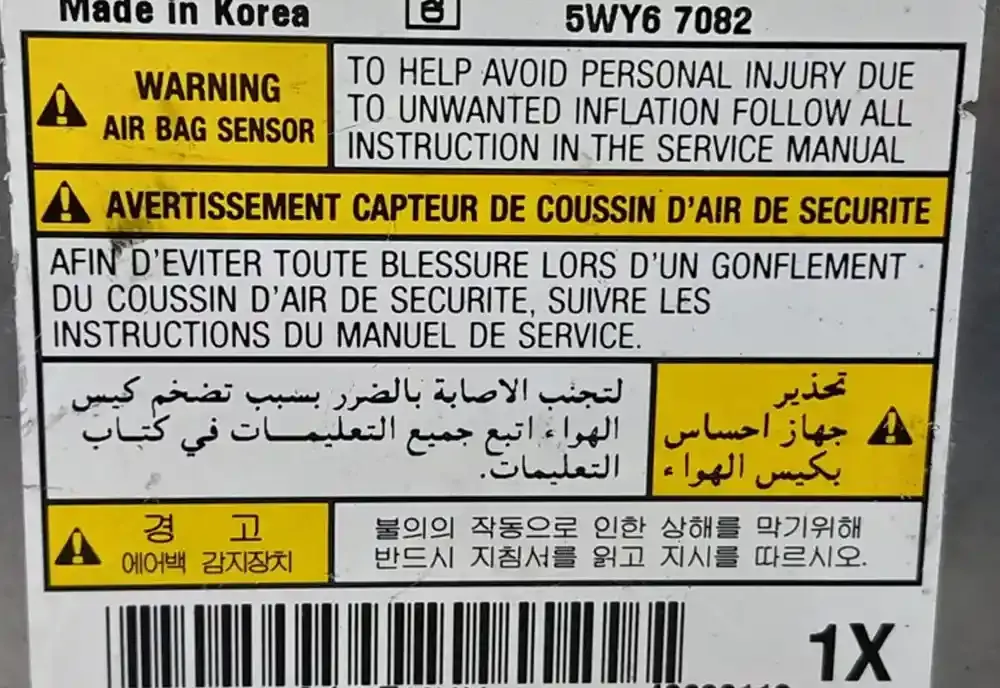 Made in Korea
5WY6 7082
WARNING
AIR BAG SENSOR
TO HELP AVOID PERSONAL INJURY DUE
TO UNWANTED INFLATION FOLLOW ALL
INSTRUCTION IN THE SERVICE MANUAL
AVERTISSEMENT CAPTEUR DE COUSSIN D'AIR DE SECURITE
AFIN D'EVITER TOUTE BLESSURE LORS D'UN GONFLEMENT
DU COUSSIN D'AIR DE SECURITE, SUIVRE LES
INSTRUCTIONS DU MANUEL DE SERVICE.
تحذير
جهاز احساس
بكيس الهواء
لتجنب الاصابة بالضرر بسبب تضخم كيس
الهواء اتبع جميع التعليمــات في كتــاب
التعليمات.
경 고
에어백 감지장치
불의의 작동으로 인한 상해를 막기위해
반드시 지침서를 읽고 지시를 따르시오.
1X